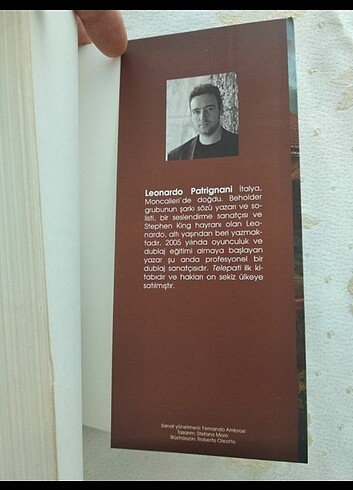 Leonardo Patrignani İtalya,
Moncalieri'de doğdu. Beholder
grubunun şarkı sözü yazarı ve so-
listi, bir seslendirme sanatçısı ve
Stephen King hayranı olan Leo-
nardo, altı yaşından beri yazmak-
tadır. 2005 yılında oyunculuk ve
dublaj eğitimi almaya başlayan
yazar şu anda profesyonel bir
dublaj sanatçısıdır. Telepati ilk ki-
tabıdır ve hakları on sekiz ülkeye
satılmıştır.
Sanat yönetmeni: Fernando Ambrosi
Tasarım: Stefano Moro
İllüstrasyon: Roberto Oleotto